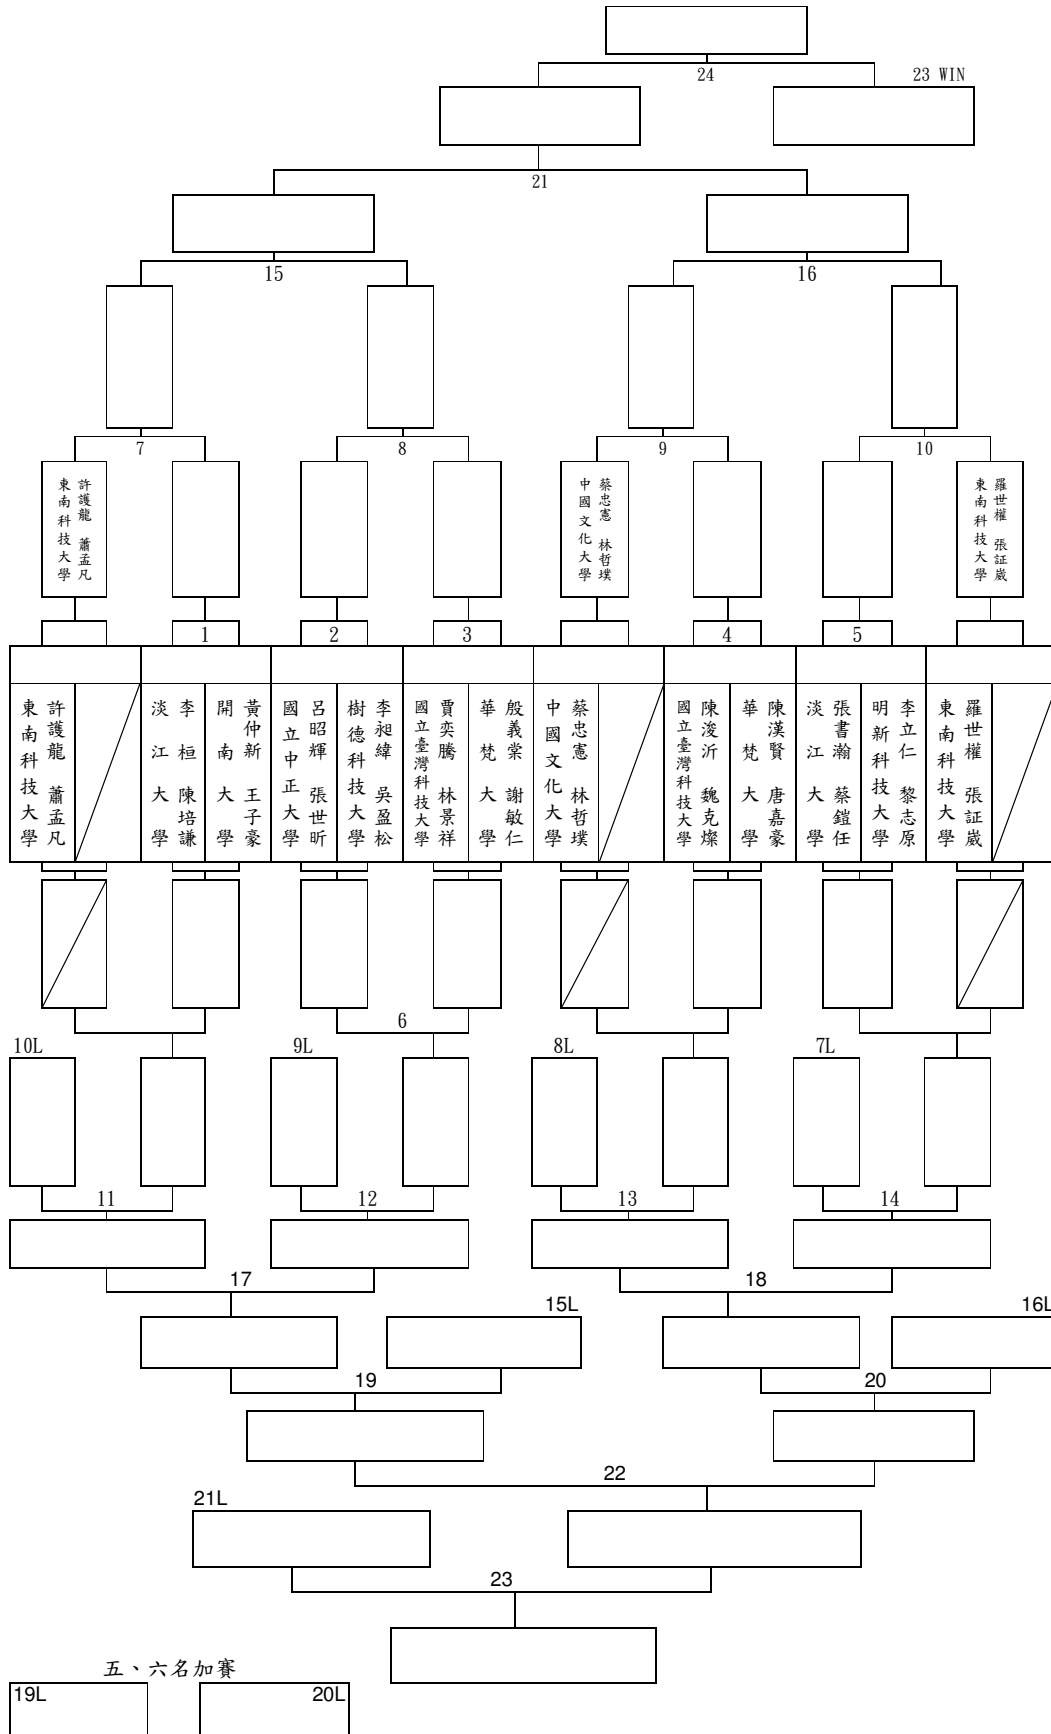 24
23 WIN
21
15
16
7
8
9
10
許護龍 蕭孟凡
東南科技大學
蔡忠憲 林哲璞
中國文化大學
羅世權 張証崴
東南科技大學
1
2
3
4
5
許護龍 蕭孟凡
東南科技大學
李 桓 陳培謙
淡江大學
黃仲新 王子豪
開南大學
呂昭輝 張世昕
國立中正大學
李昶緯 吳盈松
樹德科技大學
賈奕騰 林景祥
國立臺灣科技大學
殷義棠 謝敏仁
華梵大學
蔡忠憲 林哲璞
中國文化大學
陳浚沂 魏克燦
國立臺灣科技大學
陳漢賢 唐嘉豪
華梵大學
張書瀚 蔡鎧任
淡江大學
李立仁 黎志原
明新科技大學
羅世權 張証崴
東南科技大學
6
10L
9L
8L
7L
11
12
13
14
17
18
15L
16L
19
20
22
21L
23
五、六名加賽
19L
20L